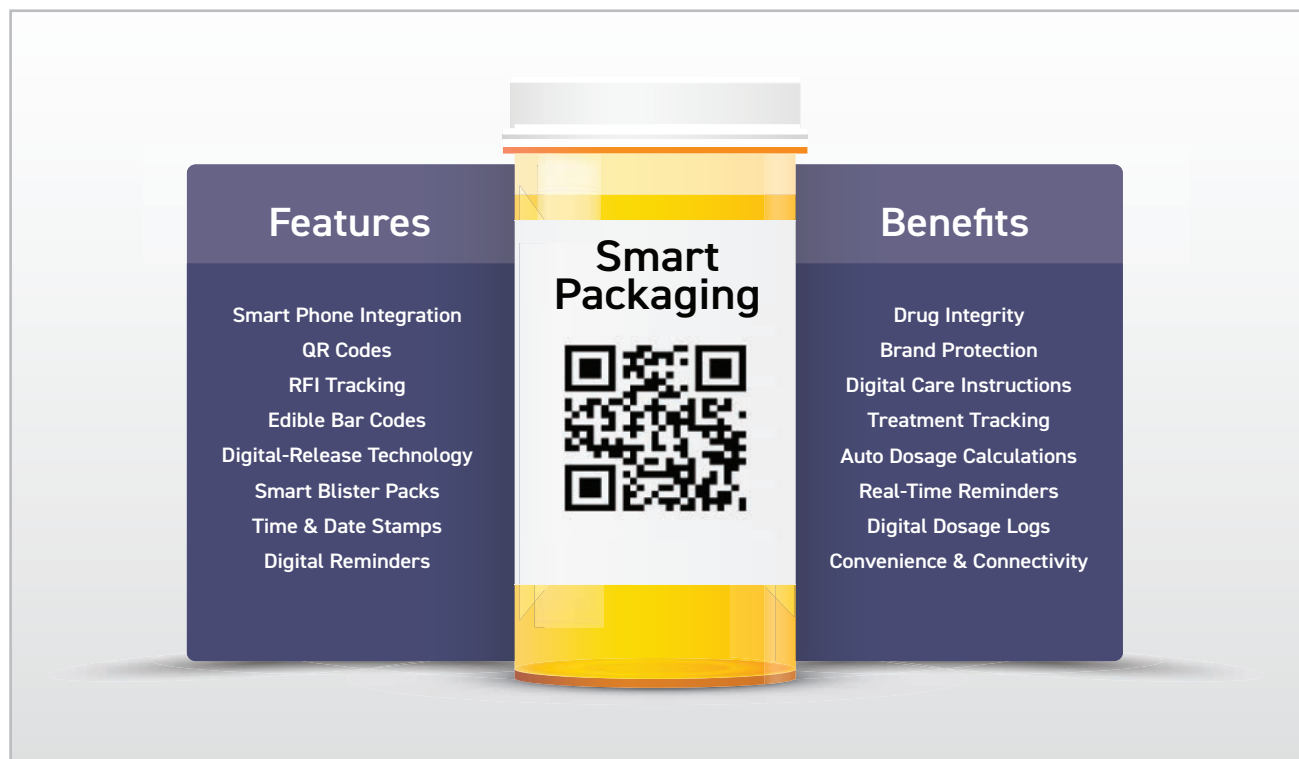 Features
Smart Phone Integration
QR Codes
RFI Tracking
Edible Bar Codes
Digital-Release Technology
Smart Blister Packs
Time & Date Stamps
Digital Reminders
Smart
Packaging
Benefits
Drug Integrity
Brand Protection
Digital Care Instructions
Treatment Tracking
Auto Dosage Calculations
Real-Time Reminders
Digital Dosage Logs
Convenience & Connectivity